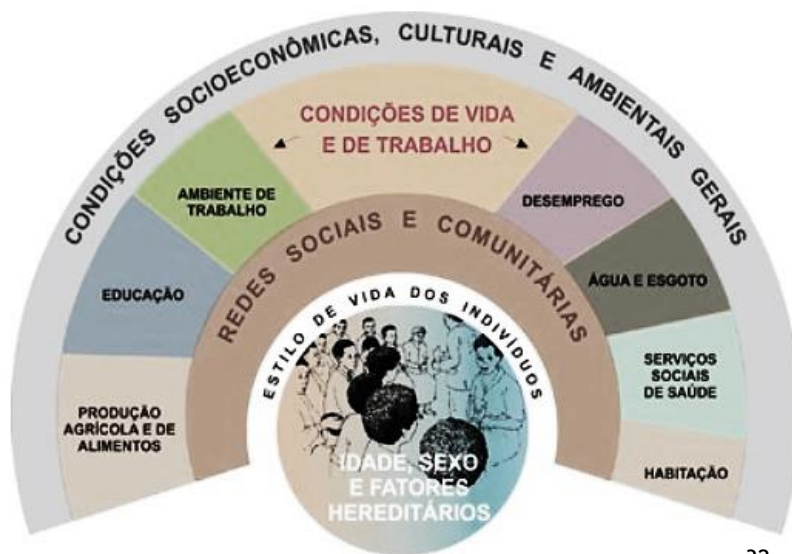 CONDIÇÕES SOCIOECONÔMICAS, CULTURAIS E AMBIENTAIS GERAIS
CONDIÇÕES DE VIDA
E DE TRABALHO
AMBIENTE DE
TRABALHO
DESEMPREGO
REDES SOCIAIS E COMUNITÁRIAS
EDUCAÇÃO
ÁGUA E ESGOTO
ESTILO DE VIDA DOS INDIVÍDUOS
PRODUÇÃO
AGRÍCOLA E DE
ALIMENTOS
SERVIÇOS
SOCIAIS
DE SAÚDE
HABITAÇÃO
IDADE, SEXO
E FATORES
HEREDITÁRIOS